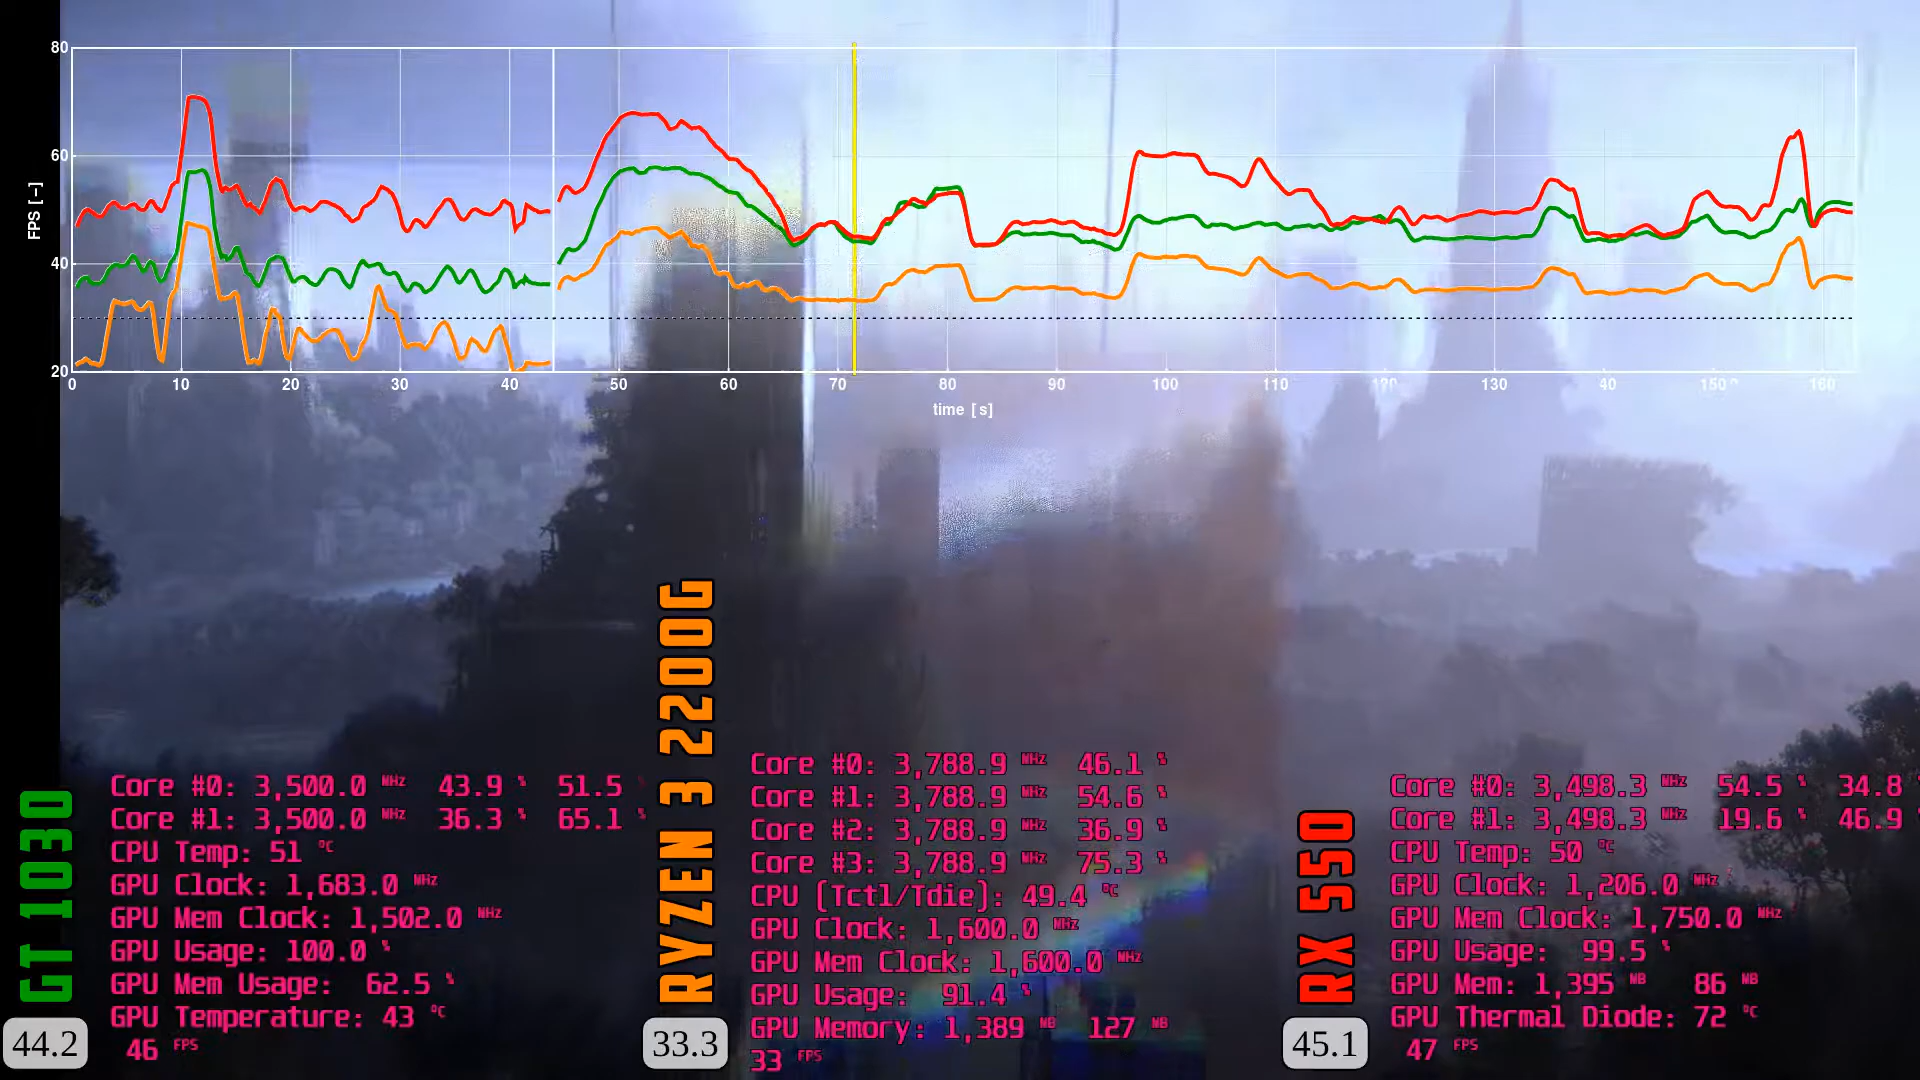 80
60
40
20
FPS [-]
0 10 20 30 40 50 60 70 80 90 100 110 120 130 40 150 160
time [s]
GT 1030
Core #0: 3,500.0 MHz 43.9 % 51.5 %
Core #1: 3,500.0 MHz 36.3 % 65.1 %
CPU Temp: 51 °C
GPU Clock: 1,683.0 MHz
GPU Mem Clock: 1,502.0 MHz
GPU Usage: 100.0 %
GPU Mem Usage: 62.5 %
GPU Temperature: 43 °C
46 FPS
44.2
RYZEN 3 2200G
Core #0: 3,788.9 MHz 46.1 %
Core #1: 3,788.9 MHz 54.6 %
Core #2: 3,788.9 MHz 36.9 %
Core #3: 3,788.9 MHz 75.3 %
CPU (Tctl/Tdie): 49.4 °C
GPU Clock: 1,600.0 MHz
GPU Mem Clock: 1,600.0 MHz
GPU Usage: 91.4 %
GPU Memory: 1,389 MB 127 MB
33 FPS
33.3
RX 550
Core #0: 3,498.3 MHz 54.5 % 34.8
Core #1: 3,498.3 MHz 19.6 % 46.9
CPU Temp: 50 °C
GPU Clock: 1,206.0 MHz
GPU Mem Clock: 1,750.0 MHz
GPU Usage: 99.5 %
GPU Mem: 1,395 MB 86 MB
GPU Thermal Diode: 72 °C
47 FPS
45.1